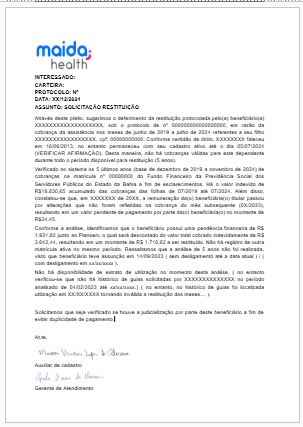 maida
health
INTERESSADO:
CARTEIRA:
PROTOCOLO: Nº
DATA: XX/12/2024
ASSUNTO: SOLICITAÇÃO RESTITUIÇÃO
Através deste pleito, sugerimos o deferimento da restituição protocolada pelo(a) beneficiário(a)
XXXXXXXXXXXXXXXXXX, sob o protocolo de nº 00000000000000000, em razão da
cobrança da assistência nos meses de junho de 2019 a julho de 2024 referentes a seu filho
XXXXXXXXXXXXXXXXXX, cpf: 00000000000. Conforme certidão de óbito, XXXXXXXX faleceu
em 16/06/2013, no entanto permaneceu com seu cadastro ativo até o dia 05/07/2024
(VERIFICAR AFIRMAÇÃO). Desta maneira, não há cobranças válidas para este dependente
durante todo o período disponível para restituição (5 anos).
Verificado no sistema os 5 últimos anos (base de dezembro de 2019 a novembro de 2024) de
cobranças na matrícula nº 00000000 do Fundo Financeiro da Previdência Social dos
Servidores Públicos do Estado da Bahia a fim de esclarecimentos. Há o valor indevido de
R$18.830,85 acumulado das cobranças das folhas de 07/2019 até 07/2024. Além disso,
constatou-se que, em XXXXXXX de 20XX, a remuneração da(o) beneficiária(o) titular passou
por alterações que não foram refletidas na cobrança do mês subsequente (0X/2023),
resultando em um valor pendente de pagamento por parte da(o) beneficiária(o) no montante de
R$34,45.
Conforme a análise, identificamos que o beneficiário possui uma pendência financeira de R$
1.931,82 junto ao Planserv, o qual será descontado do valor total cobrado indevidamente de R$
3.642,44, resultando em um montante de R$ 1.710,62 a ser restituído. Não há registro de outra
matrícula ativa no mesmo período. Ressaltamos que a análise de 5 anos não foi realizada,
visto que beneficiário teve assunção em 14/09/2023 ( sem desligamento até a data atual ) / (
com desligamento em xx/xx/xxxx ).
Não há disponibilidade de extrato de utilização no momento desta análise, ( no entanto
verificou-se que não há histórico de guias solicitadas por XXXXXXXXXXXXXXX no período
analisado de 04/02/2023 até xx/xx/xxxx.) ( no entanto, no histórico de guias foi localizada
utilização em XX/XX/XXXX tornando inválida a restituição dos meses... ).
Solicitamos que seja verificado se houve a judicialização por parte deste beneficiário a fim de
evitar duplicidade de pagamento.
At.te,
Auxiliar de cadastro
Gerente de Atendimento